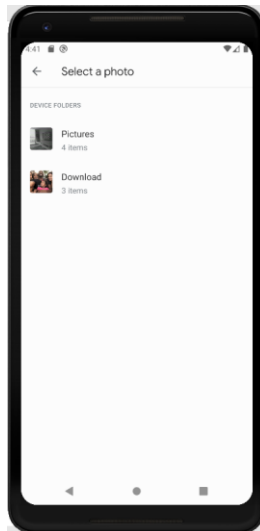 4:41
Select a photo
DEVICE FOLDERS
Pictures
4 items
Download
3 items